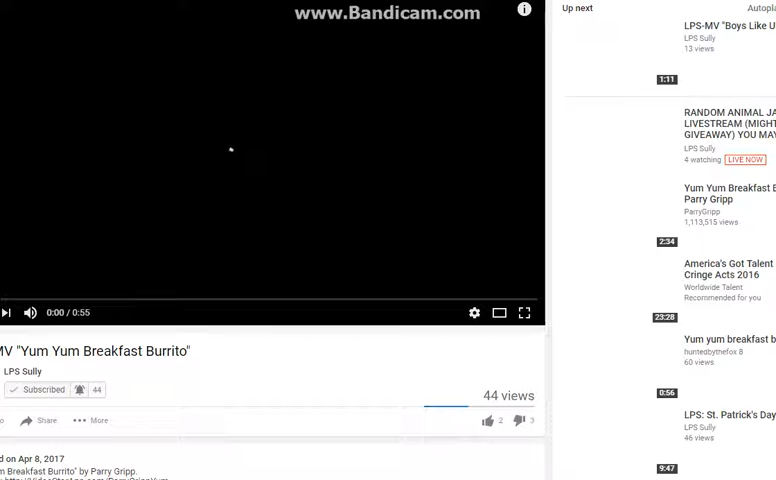 www.Bandicam.com
0:00 / 0:55
MV "Yum Yum Breakfast Burrito"
LPS Sully
Subscribed 44
44 views
Share
More
2
3
on Apr 8, 2017
Breakfast Burrito" by Parry Gripp.
Up next
Autoplay
LPS-MV "Boys Like U
LPS Sully
13 views
1:11
RANDOM ANIMAL JA
LIVESTREAM (MIGHT
GIVEAWAY) YOU MAY
LPS Sully
4 watching LIVE NOW
Yum Yum Breakfast B
Parry Gripp
ParryGripp
1,113,515 views
2:34
America's Got Talent
Cringe Acts 2016
Worldwide Talent
Recommended for you
23:28
Yum yum breakfast b
huntedbythefox 8
60 views
0:56
LPS: St. Patrick's Day
LPS Sully
46 views
9:47